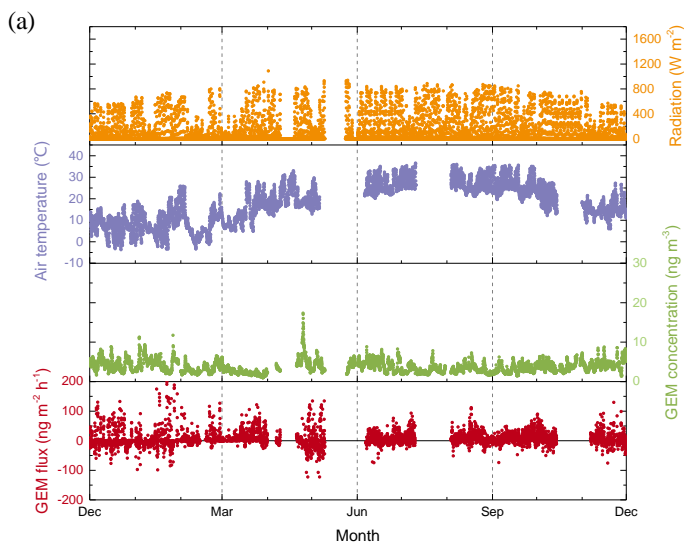 (a)
1600
1200
800
400
0
Radiation (W m⁻²)
40
30
20
10
0
-10
Air temperature (℃)
30
20
10
0
GEM concentration (ng m⁻³)
200
100
0
-100
-200
GEM flux (ng m⁻² h⁻¹)
Dec Mar Jun Sep Dec
Month